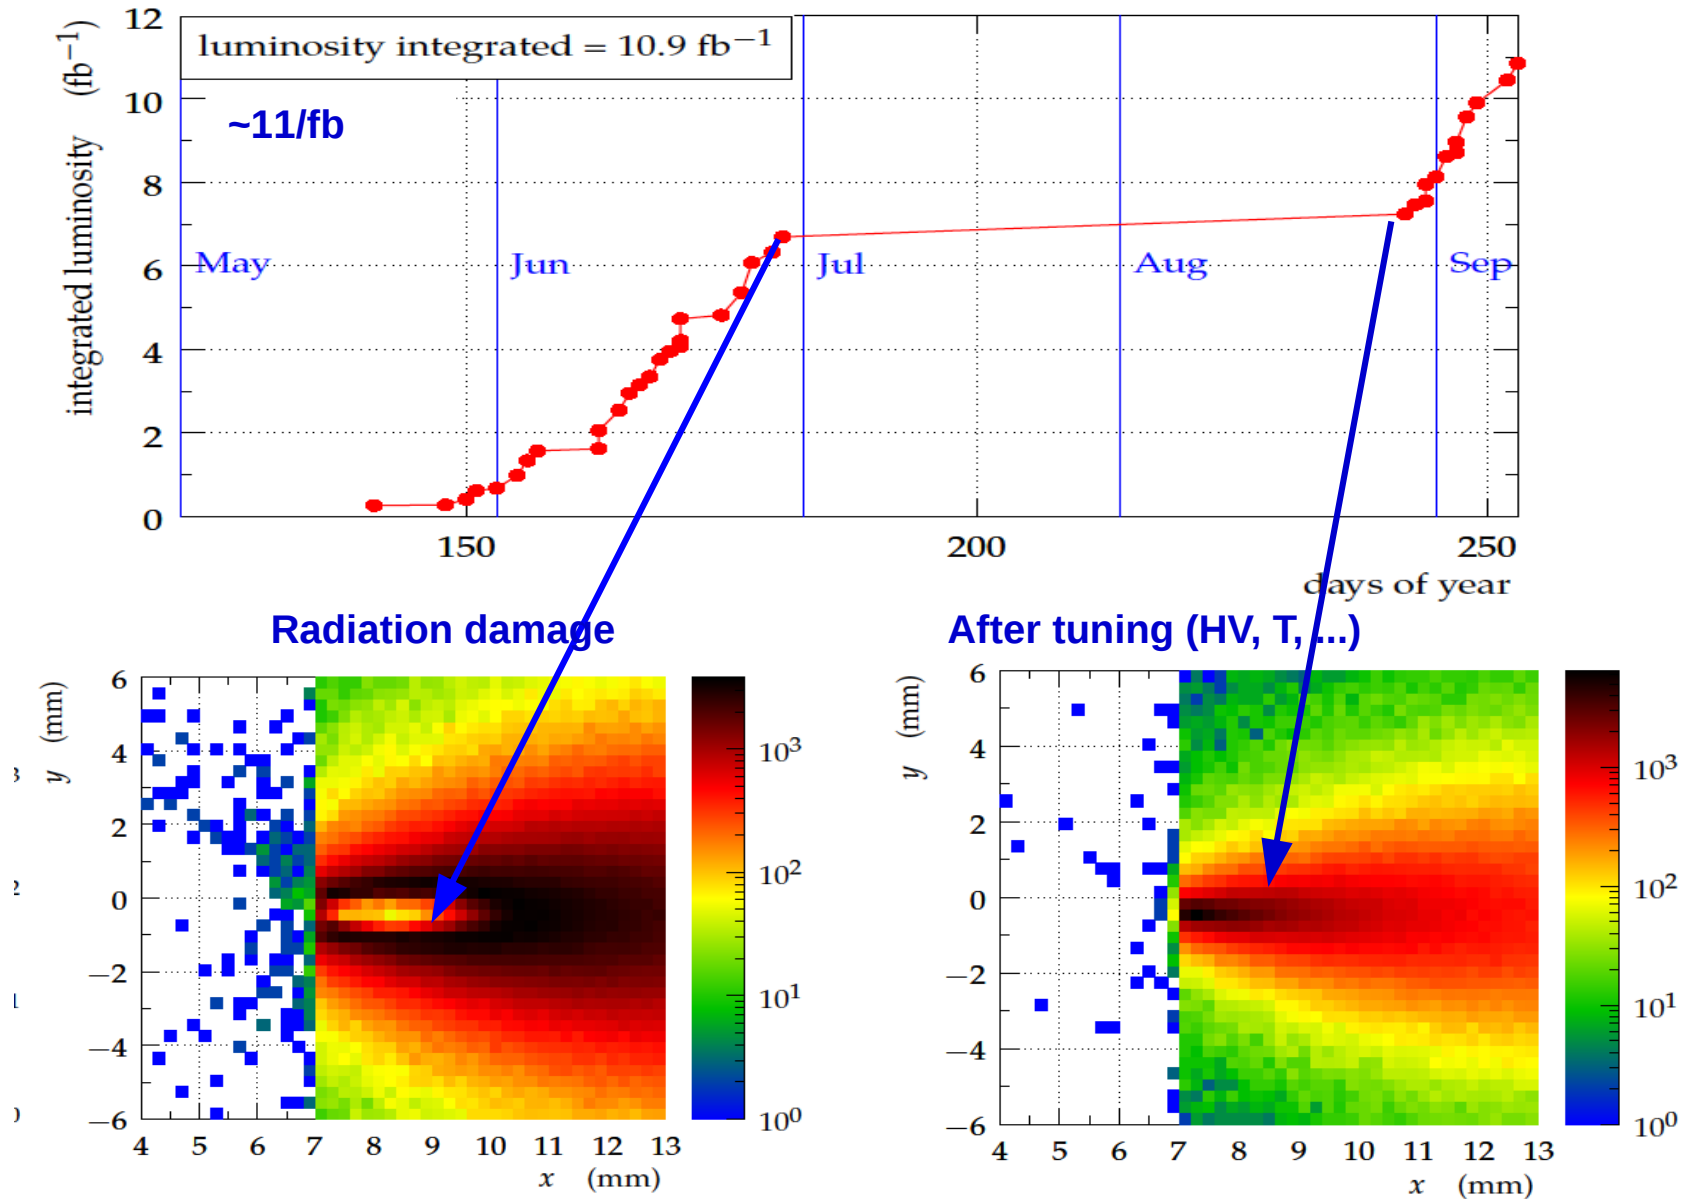 12
luminosity integrated = 10.9 fb⁻¹
~11/fb
10
8
6
4
2
0
integrated luminosity (fb⁻¹)
May
Jun
Jul
Aug
Sep
150
200
250
days of year
Radiation damage
6
4
2
0
−2
−4
−6
y (mm)
4 5 6 7 8 9 10 11 12 13
x (mm)
10³
10²
10¹
10⁰
3
2
1
0
After tuning (HV, T, ...)
6
4
2
0
−2
−4
−6
y (mm)
4 5 6 7 8 9 10 11 12 13
x (mm)
10³
10²
10¹
10⁰